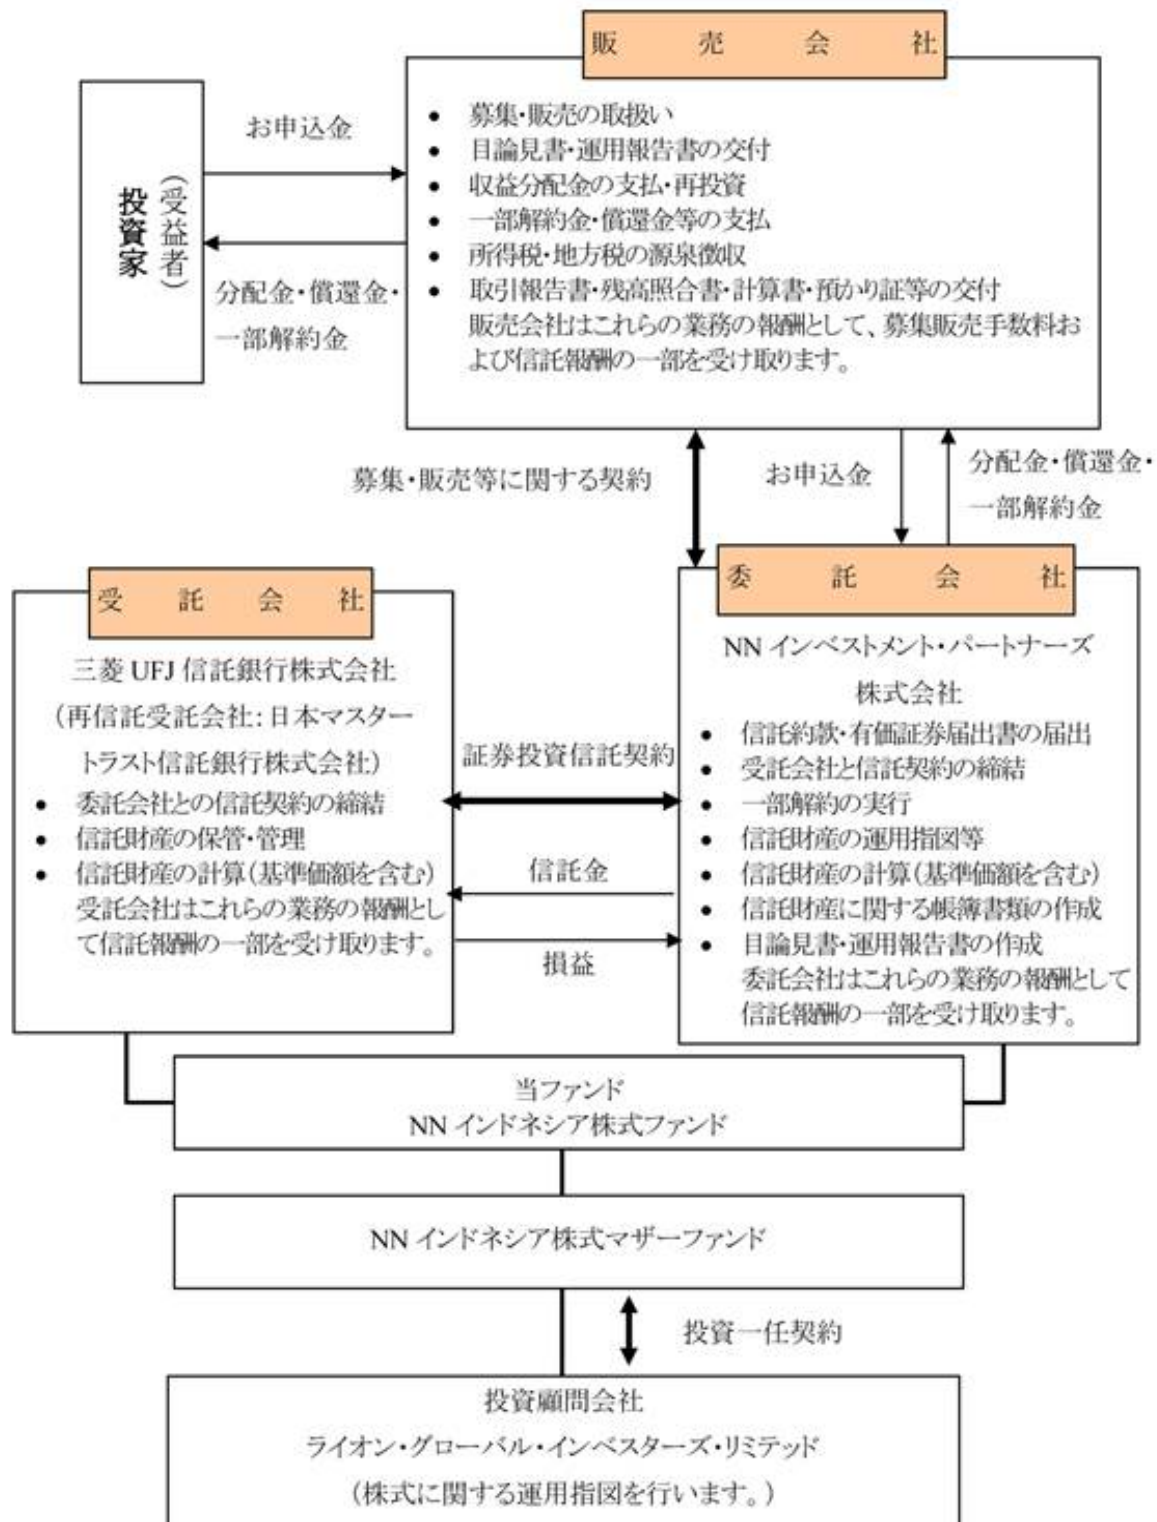 販売会社
投資家
(受益者)
お申込金
分配金・償還金・
一部解約金
● 募集・販売の取扱い
● 目論見書・運用報告書の交付
● 収益分配金の支払・再投資
● 一部解約金・償還金等の支払
● 所得税・地方税の源泉徴収
● 取引報告書・残高照合書・計算書・預かり証等の交付
販売会社はこれらの業務の報酬として、募集販売手数料お
よび信託報酬の一部を受け取ります。
募集・販売等に関する契約
お申込金
分配金・償還金・
一部解約金
受託会社
三菱 UFJ 信託銀行株式会社
(再信託受託会社:日本マスター
トラスト信託銀行株式会社)
● 委託会社との信託契約の締結
● 信託財産の保管・管理
● 信託財産の計算(基準価額を含む)
受託会社はこれらの業務の報酬とし
て信託報酬の一部を受け取ります。
証券投資信託契約
信託金
損益
委託会社
NN インベストメント・パートナーズ
株式会社
● 信託約款・有価証券届出書の届出
● 受託会社と信託契約の締結
● 一部解約の実行
● 信託財産の運用指図等
● 信託財産の計算(基準価額を含む)
● 信託財産に関する帳簿書類の作成
● 目論見書・運用報告書の作成
委託会社はこれらの業務の報酬として
信託報酬の一部を受け取ります。
当ファンド
NN インドネシア株式ファンド
NN インドネシア株式マザーファンド
投資一任契約
投資顧問会社
ライオン・グローバル・インベスターズ・リミテッド
(株式に関する運用指図を行います。)